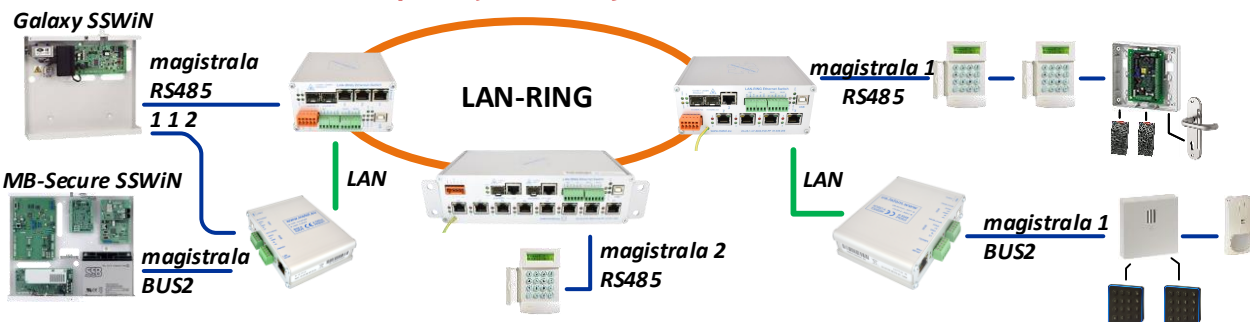 Galaxy SSWiN
magistrala
RS485
1 1 2
MB-Secure SSWiN
magistrala
BUS2
LAN
LAN-RING
magistrala 2
RS485
magistrala 1
RS485
LAN
magistrala 1
BUS2